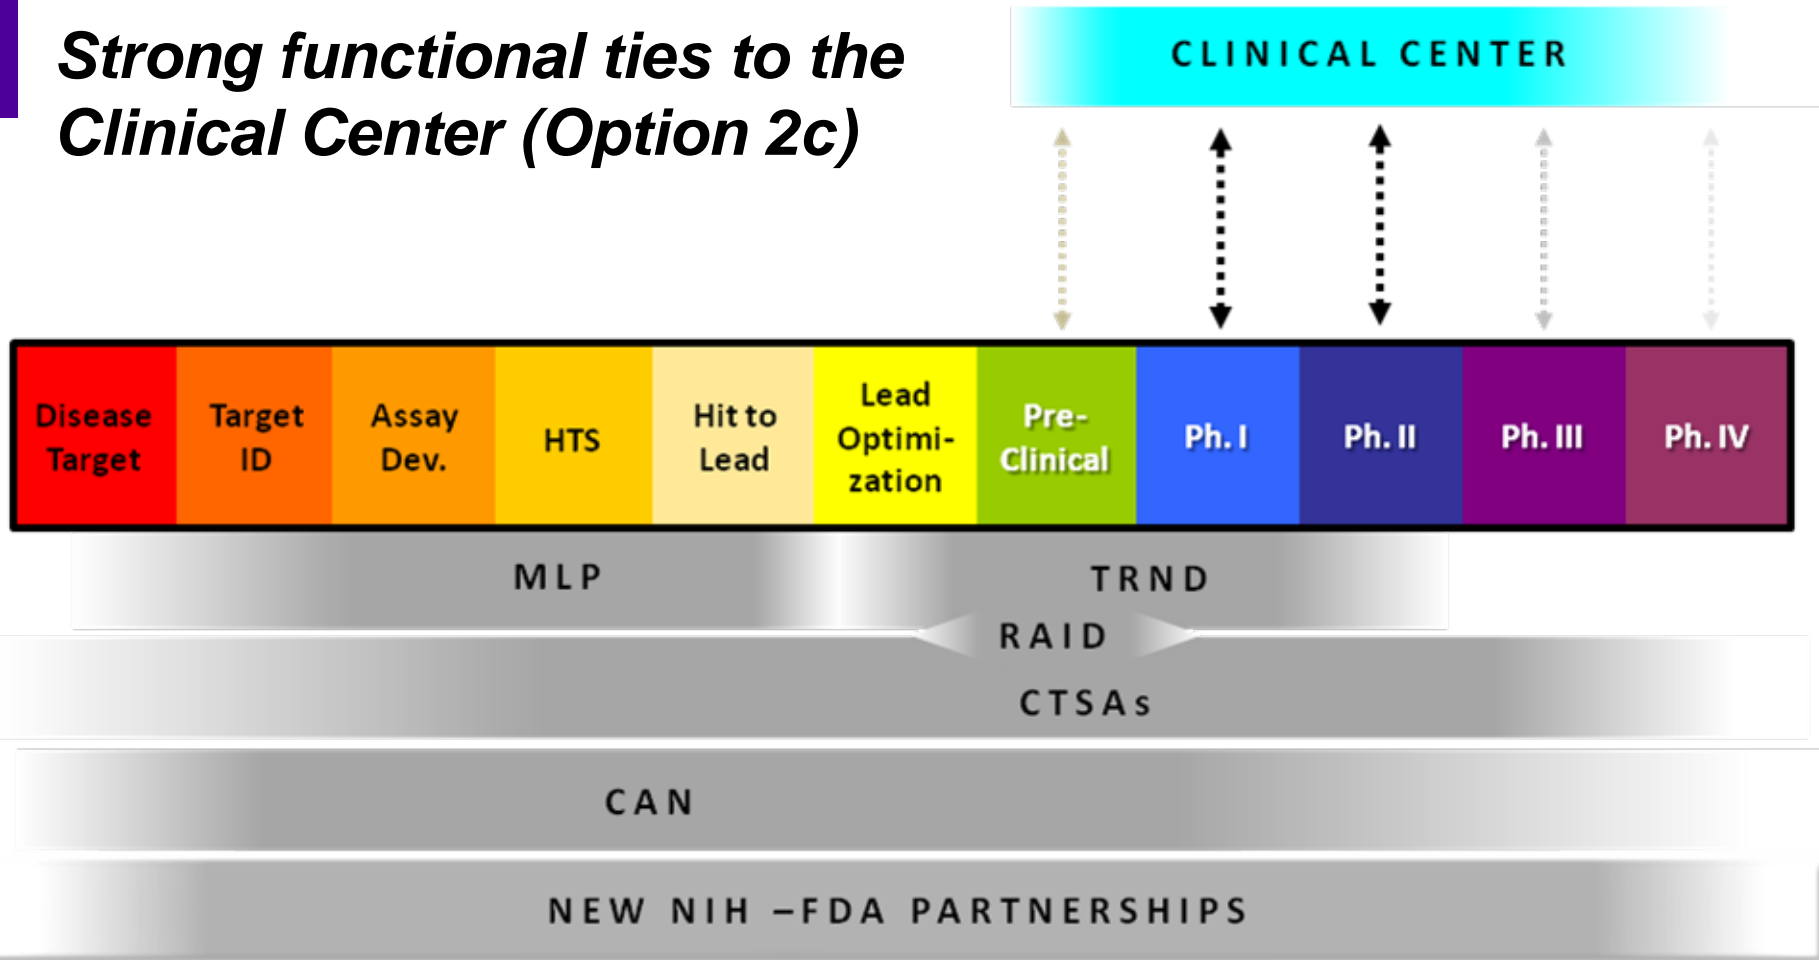 Strong functional ties to the
Clinical Center (Option 2c)
CLINICAL CENTER
Disease
Target
Target
ID
Assay
Dev.
HTS
Hit to
Lead
Lead
Optimi-
zation
Pre-
Clinical
Ph. I
Ph. II
Ph. III
Ph. IV
MLP
TRND
RAID
CTSAs
CAN
NEW NIH –FDA PARTNERSHIPS